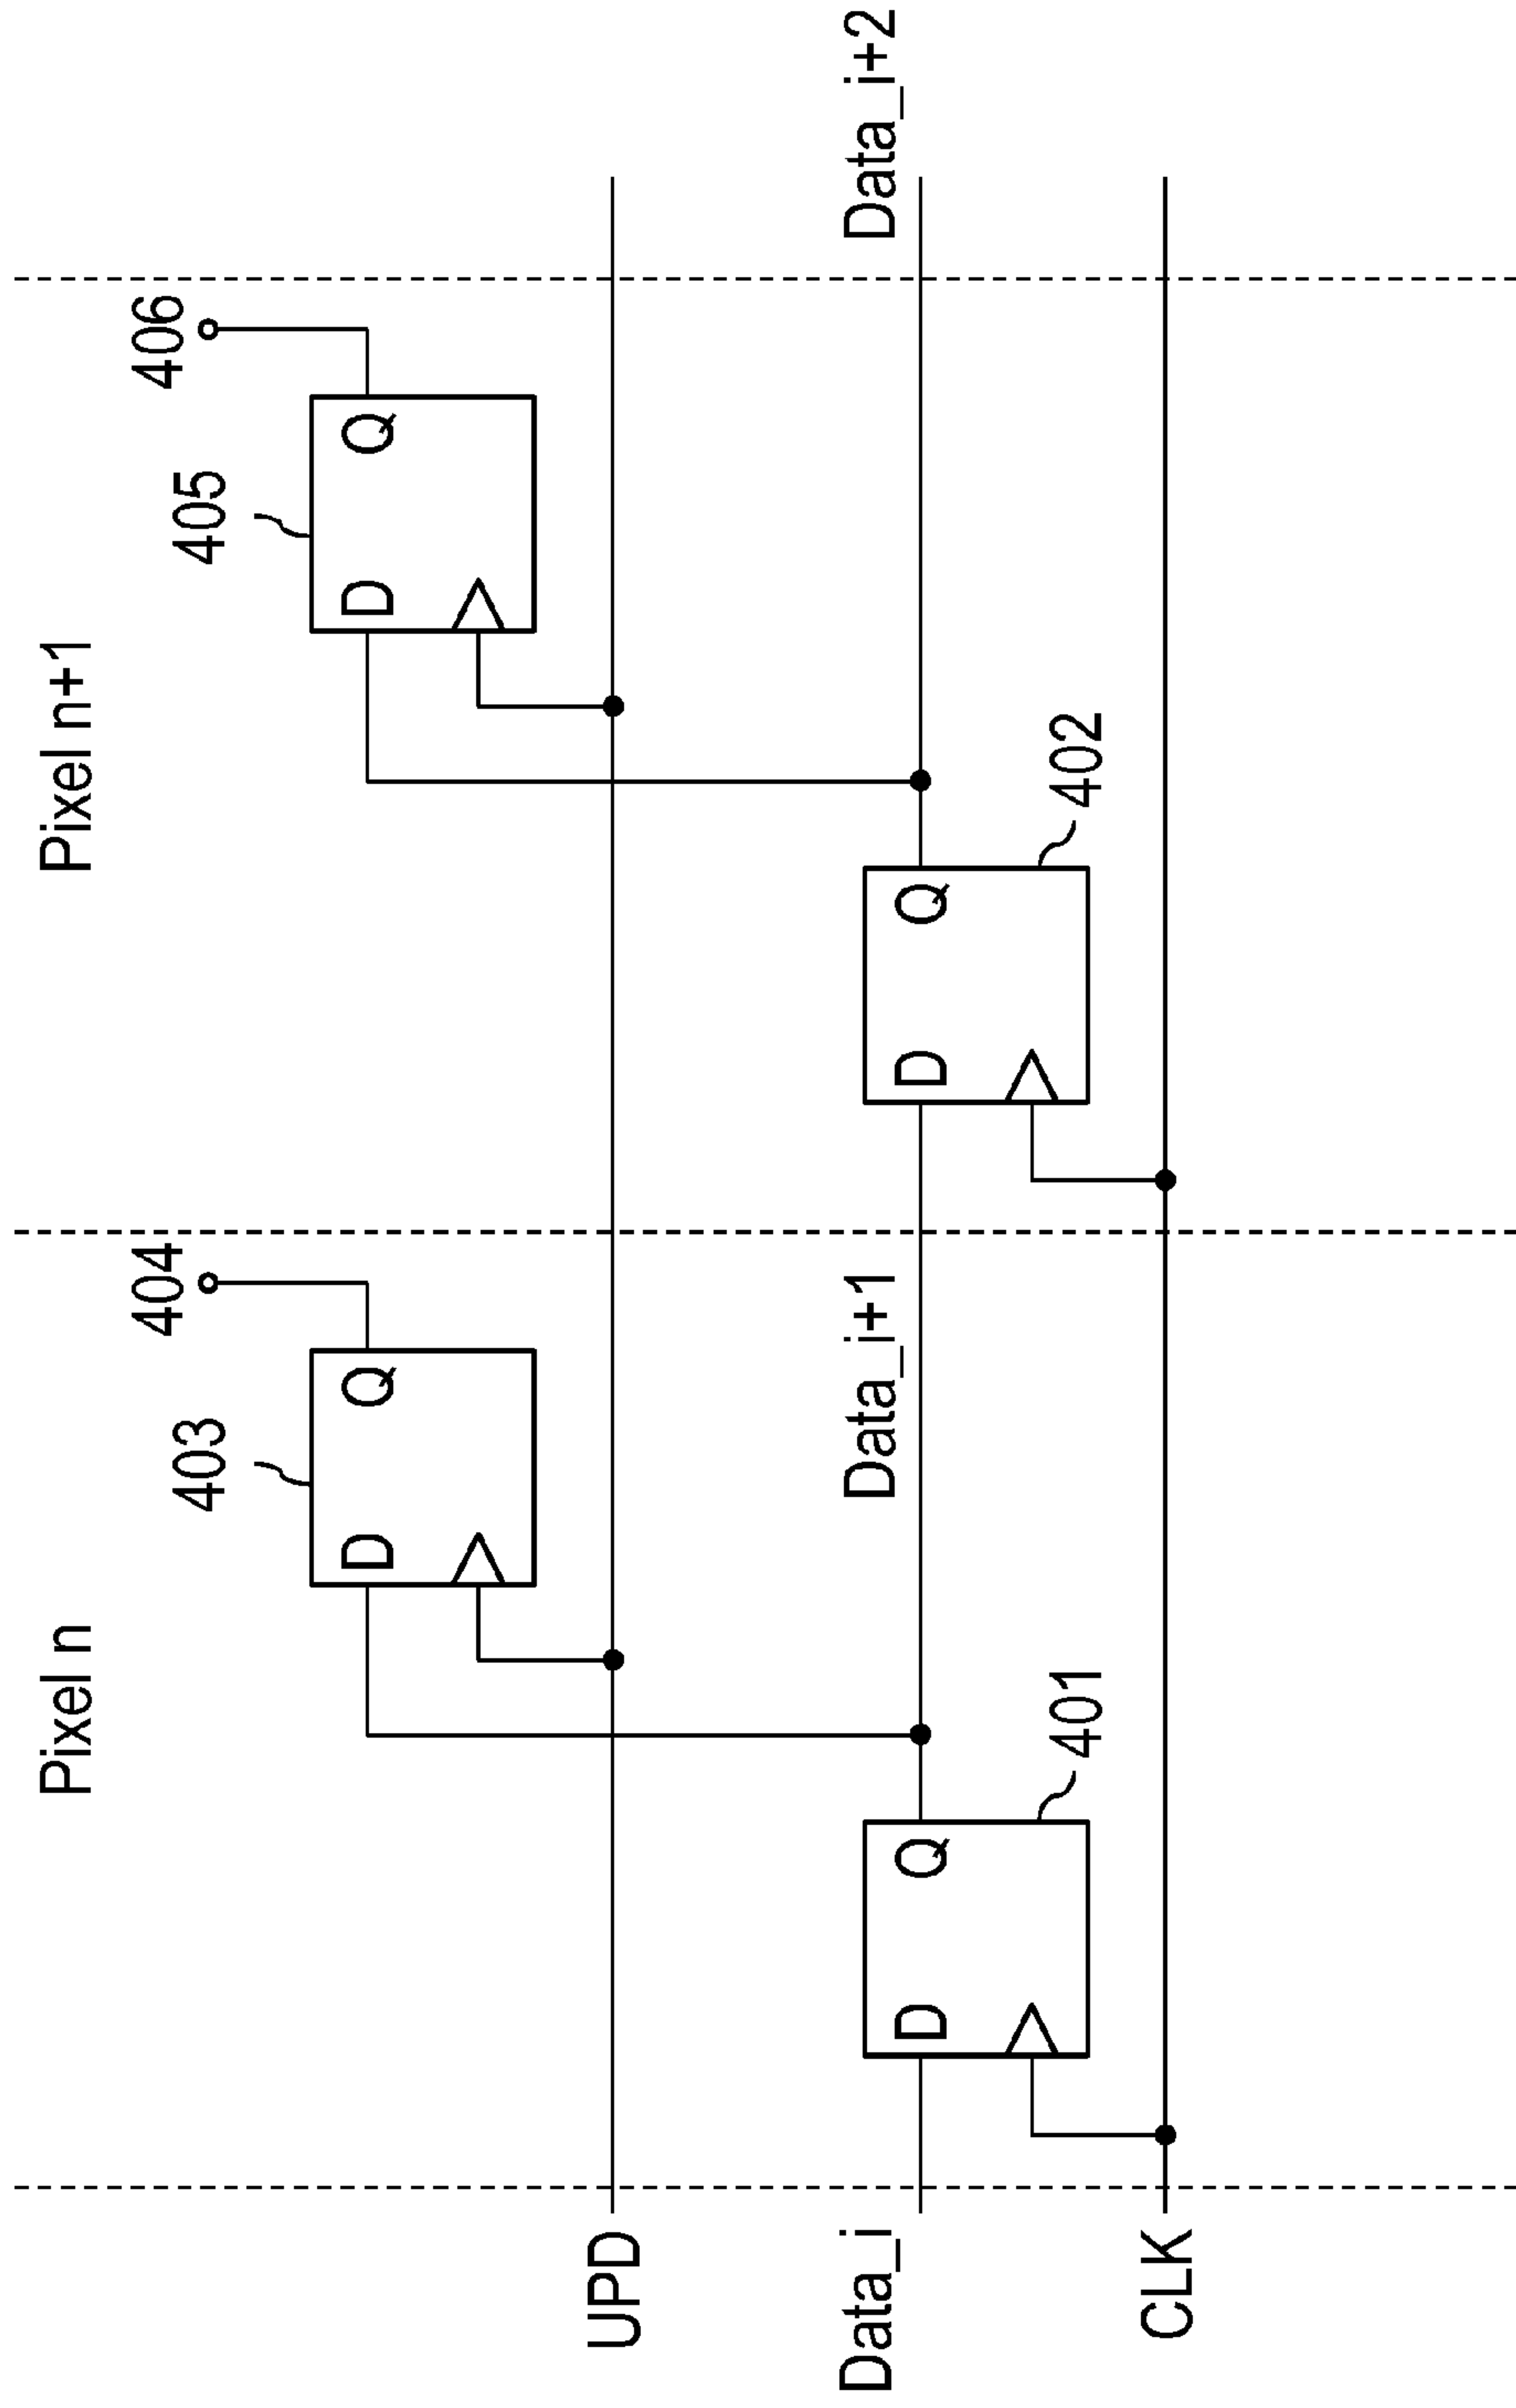 Pixel n
Pixel n+1
404
406
403
405
D
Q
D
Q
UPD
Data_i
Data_i+1
Data_i+2
D
Q
D
Q
401
402
CLK